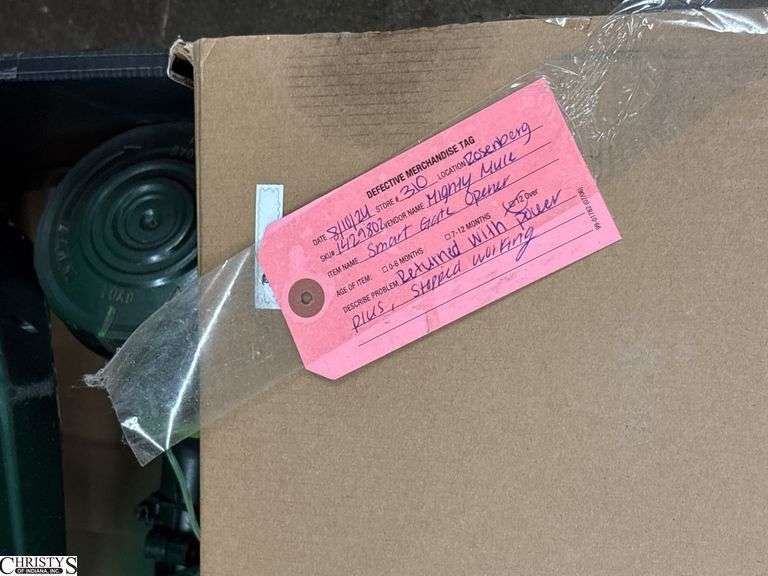 DEFECTIVE MERCHANDISE TAG
DATE 8/10/24 STORE # 310 LOCATION Rosenberg
SKU# 1429802 VENDOR NAME Mighty Mule
ITEM NAME Smart Gate Opener
AGE OF ITEM: ☐ 0-6 MONTHS ☐ 7-12 MONTHS ☒ 12 Over
DESCRIBE PROBLEM Returned with power
plus, stopped working
CHRISTYS
OF INDIANA, INC.